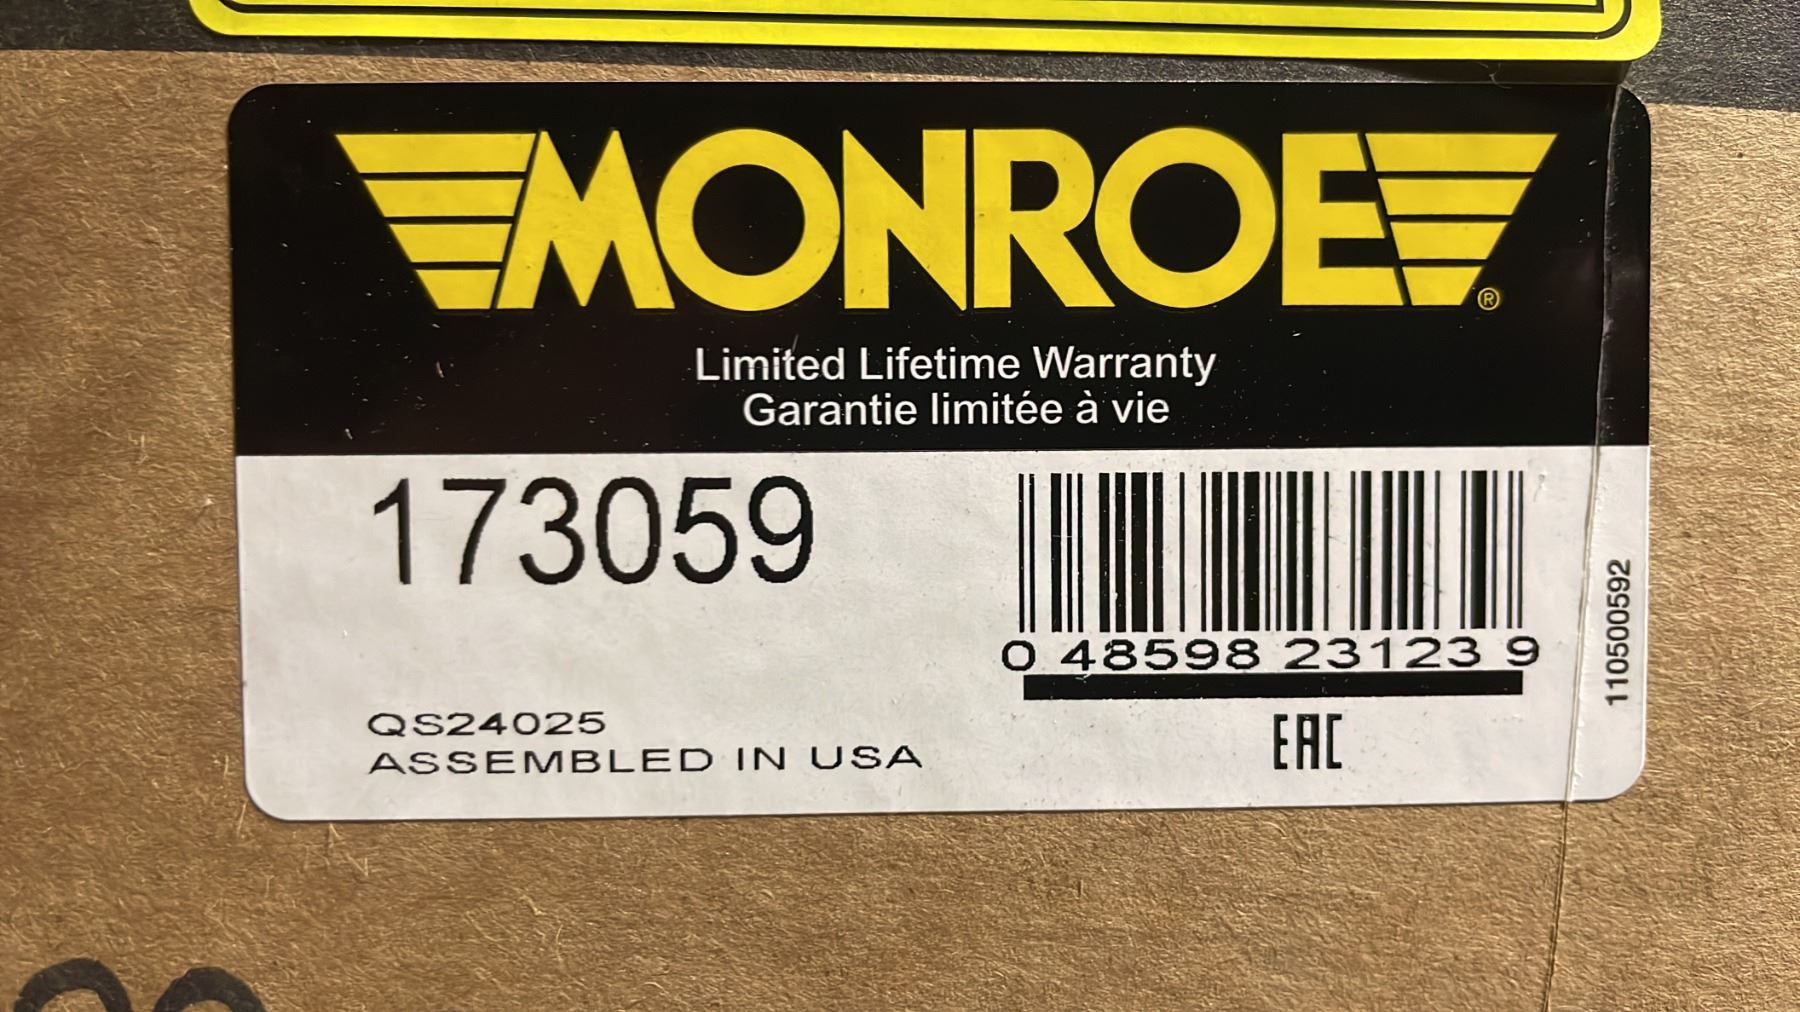 MONROE®
Limited Lifetime Warranty
Garantie limitée à vie
173059
0 48598 23123 9
110500592
QS24025
ASSEMBLED IN USA
EAC